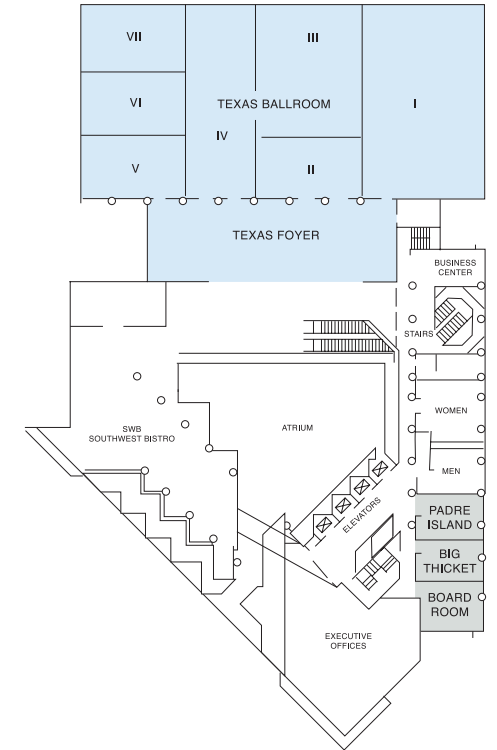 VII
III
VI
TEXAS BALLROOM
I
IV
V
II
TEXAS FOYER
BUSINESS
CENTER
STAIRS
WOMEN
SWB
SOUTHWEST BISTRO
ATRIUM
MEN
ELEVATORS
PADRE
ISLAND
BIG
THICKET
BOARD
ROOM
EXECUTIVE
OFFICES